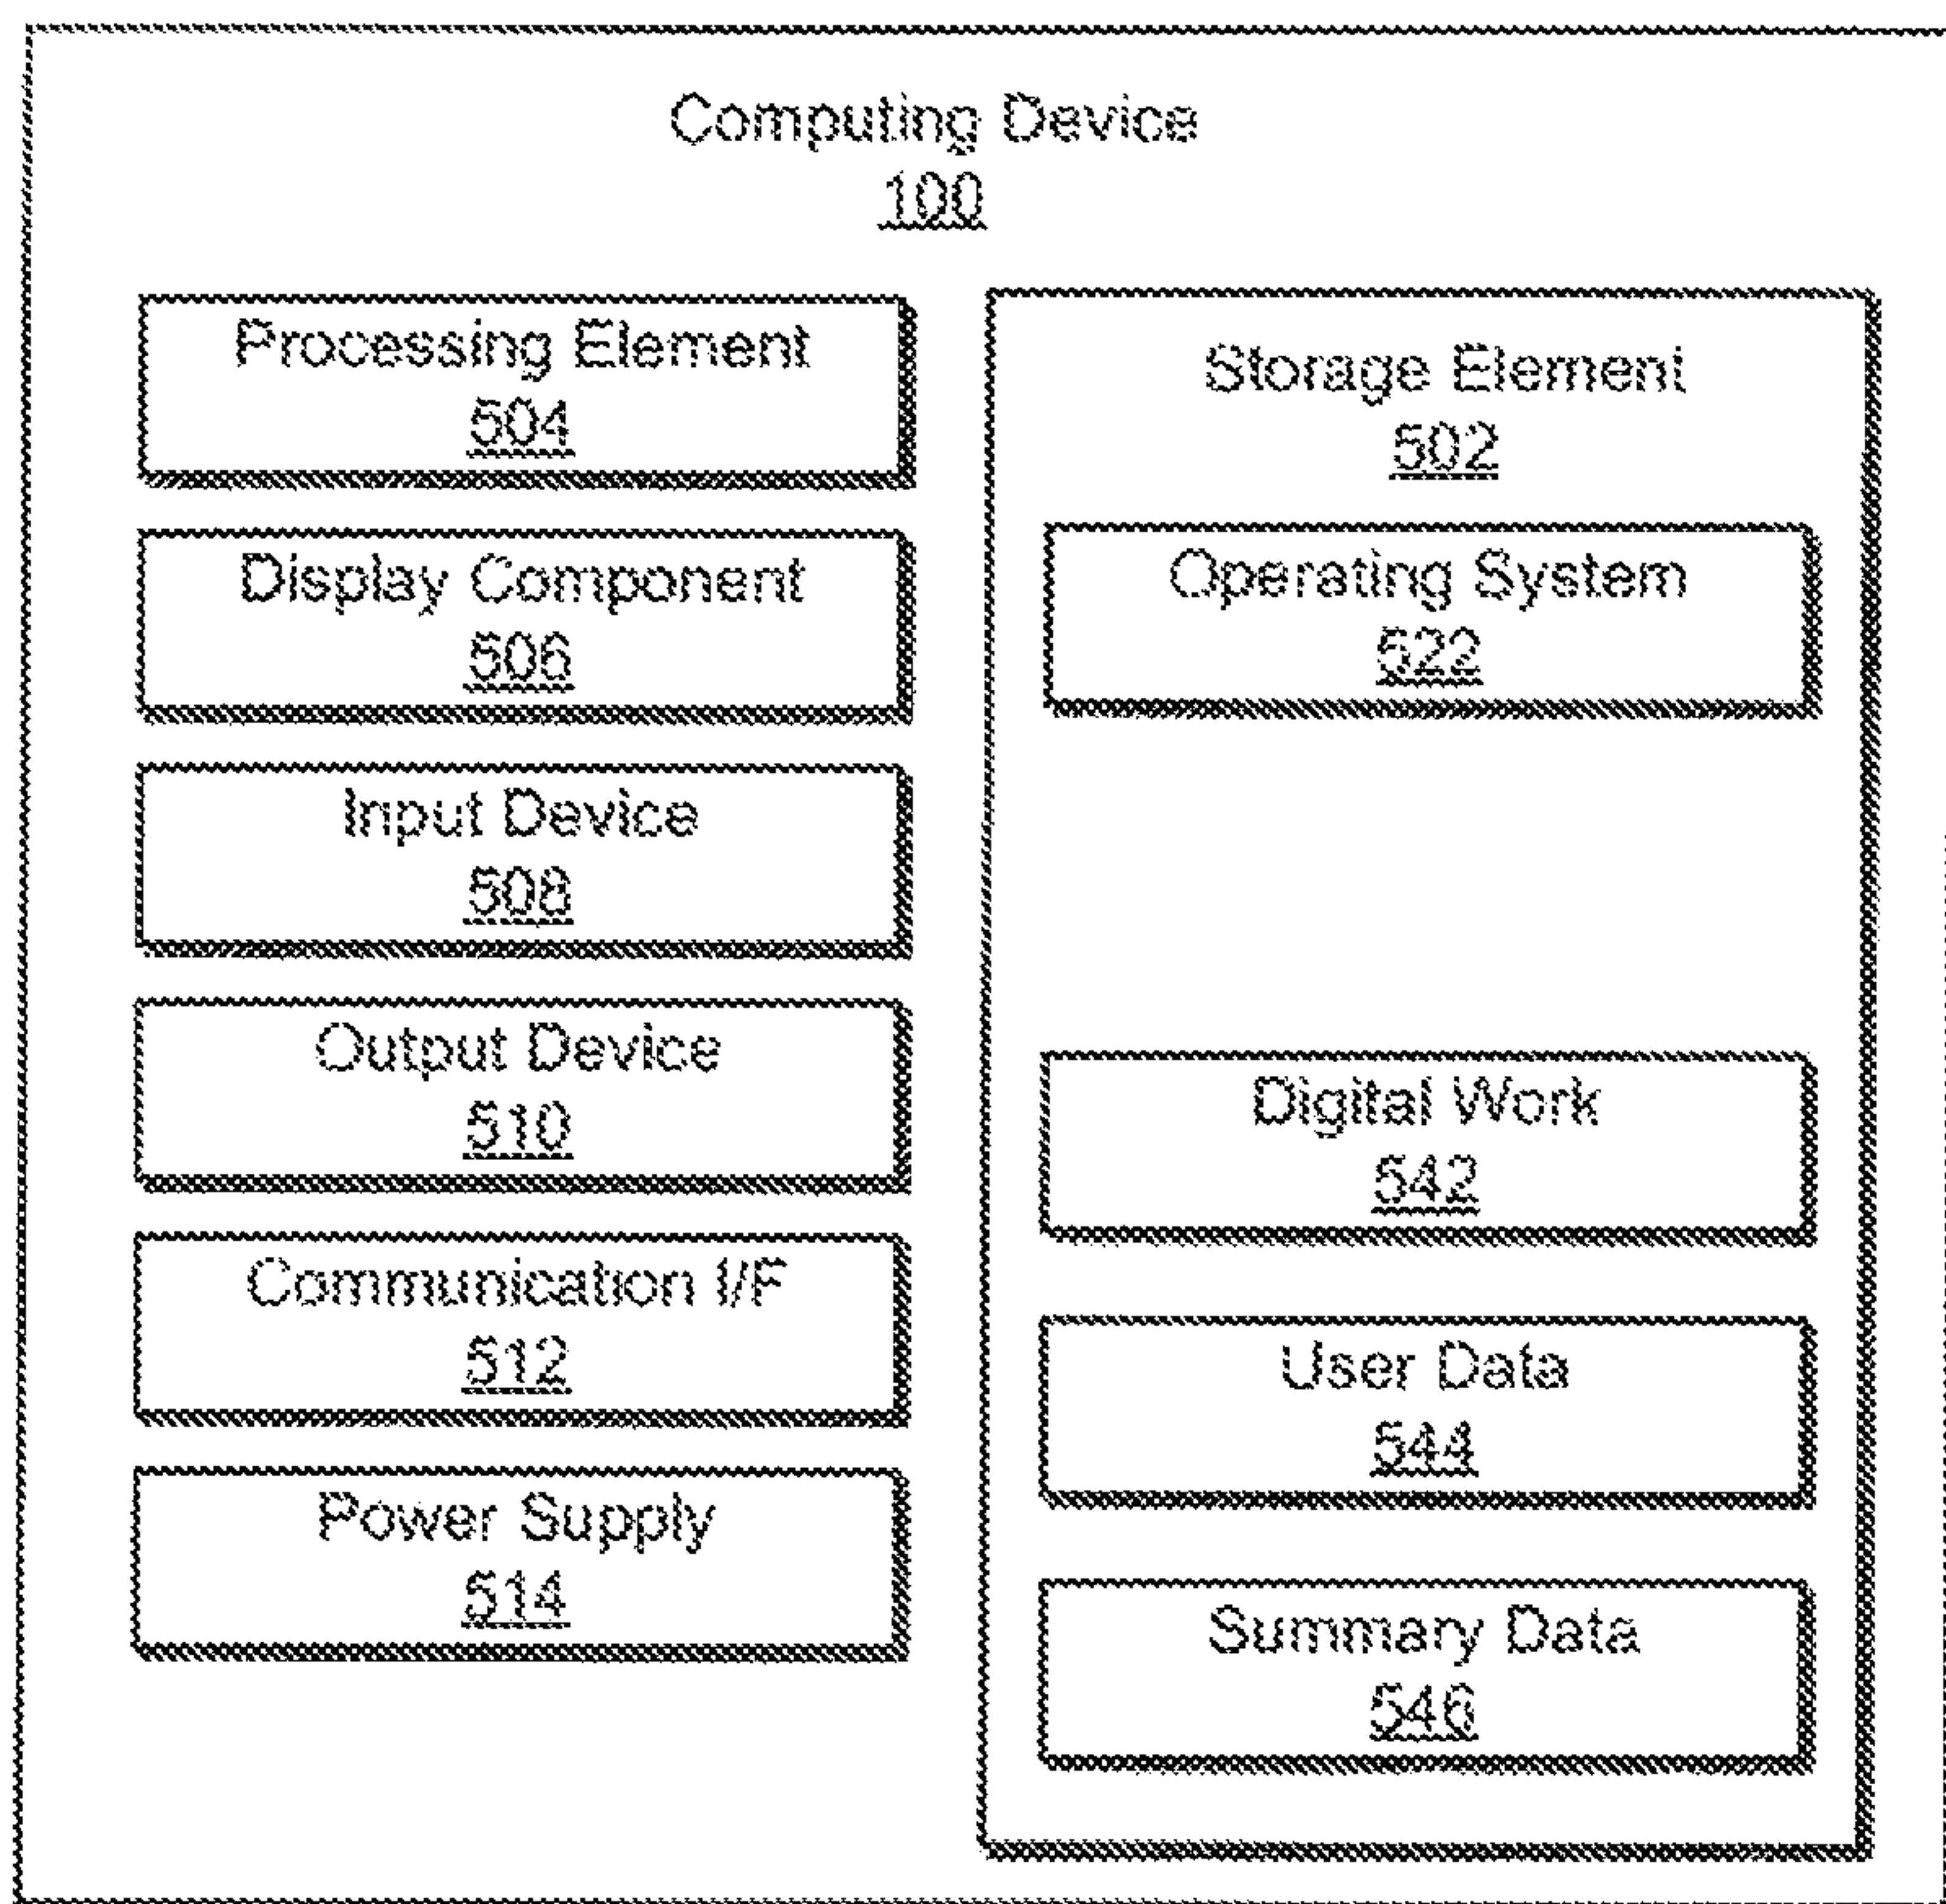 Computing Device
100
Processing Element
504
Display Component
506
Input Device
508
Output Device
510
Communication I/F
512
Power Supply
514
Storage Element
502
Operating System
522
Digital Work
542
User Data
544
Summary Data
546